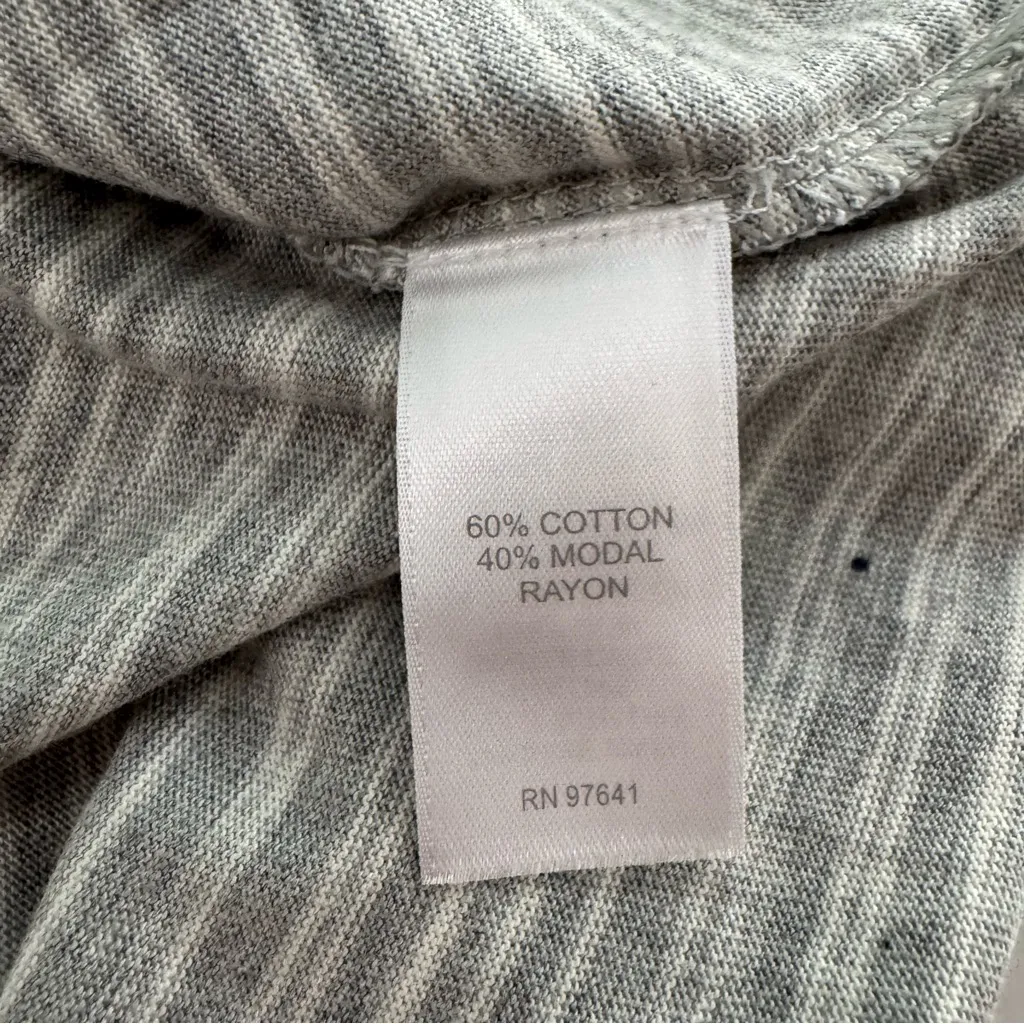 60% COTTON
40% MODAL
RAYON
RN 97641